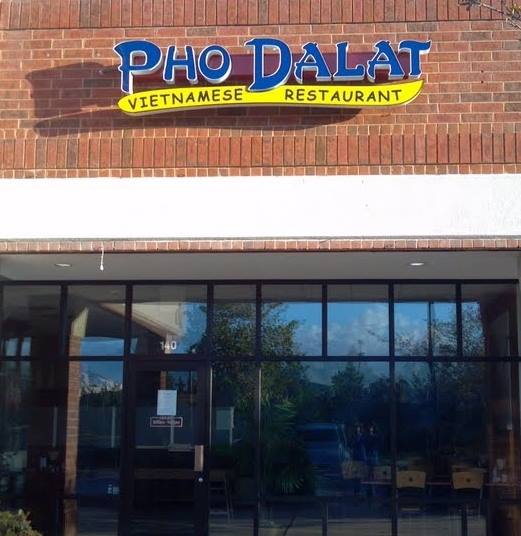 PHO DALAT
VIETNAMESE RESTAURANT
140